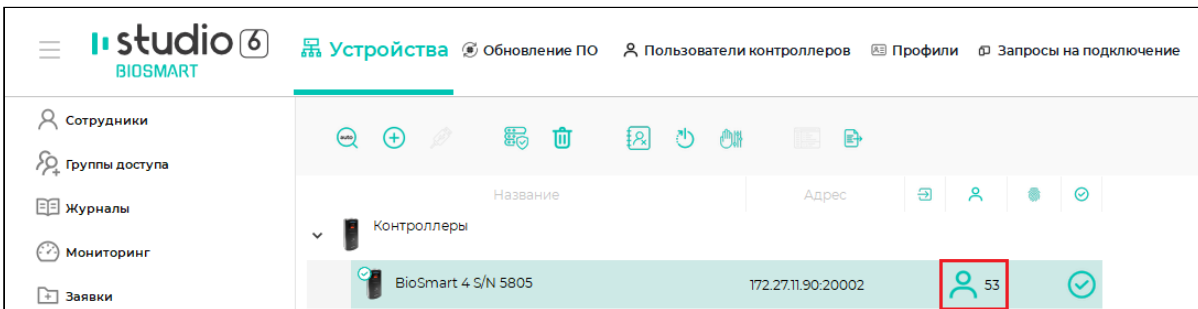 studio 6
BIOSMART
Устройства Обновление ПО Пользователи контроллеров Профили Запросы на подключение
Сотрудники
Группы доступа
Журналы
Мониторинг
Заявки
auto
Название Адрес
Контроллеры
BioSmart 4 S/N 5805 172.27.11.90:20002 53